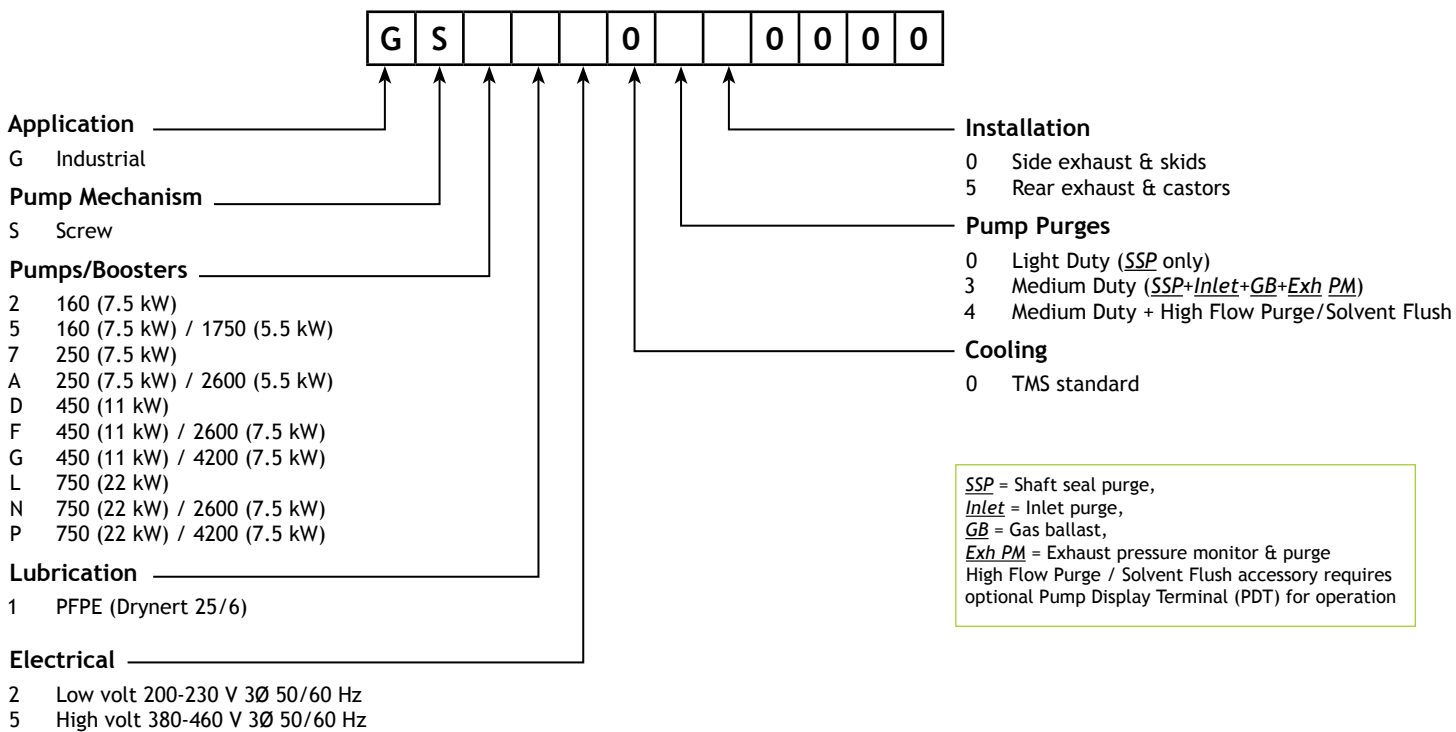 G S 0 0 0 0 0
Application
G Industrial
Pump Mechanism
S Screw
Pumps/Boosters
2 160 (7.5 kW)
5 160 (7.5 kW) / 1750 (5.5 kW)
7 250 (7.5 kW)
A 250 (7.5 kW) / 2600 (5.5 kW)
D 450 (11 kW)
F 450 (11 kW) / 2600 (7.5 kW)
G 450 (11 kW) / 4200 (7.5 kW)
L 750 (22 kW)
N 750 (22 kW) / 2600 (7.5 kW)
P 750 (22 kW) / 4200 (7.5 kW)
Lubrication
1 PFPE (Drynert 25/6)
Electrical
2 Low volt 200-230 V 3Ø 50/60 Hz
5 High volt 380-460 V 3Ø 50/60 Hz
Installation
0 Side exhaust & skids
5 Rear exhaust & castors
Pump Purges
0 Light Duty (SSP only)
3 Medium Duty (SSP+Inlet+GB+Exh PM)
4 Medium Duty + High Flow Purge/Solvent Flush
Cooling
0 TMS standard
SSP = Shaft seal purge,
Inlet = Inlet purge,
GB = Gas ballast,
Exh PM = Exhaust pressure monitor & purge
High Flow Purge / Solvent Flush accessory requires
optional Pump Display Terminal (PDT) for operation